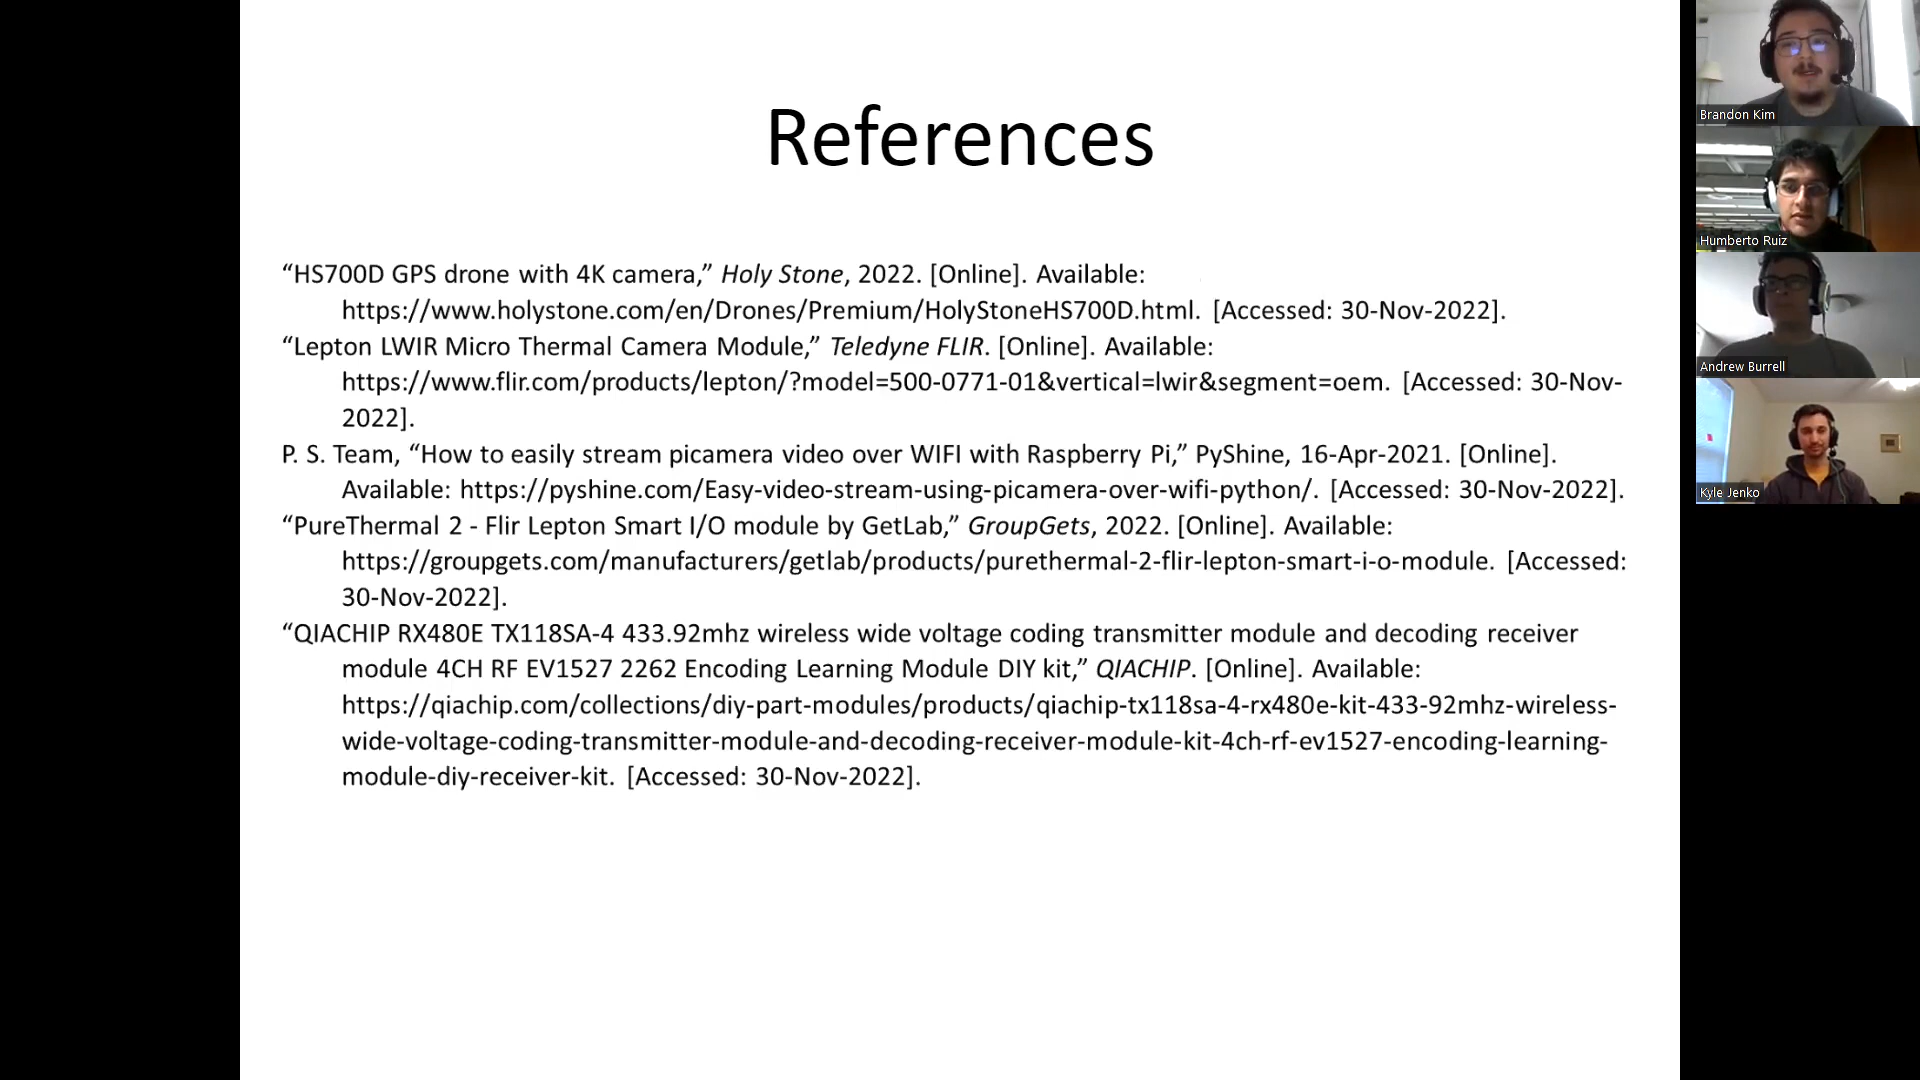 References
“HS700D GPS drone with 4K camera,” Holy Stone, 2022. [Online]. Available:
https://www.holystone.com/en/Drones/Premium/HolyStoneHS700D.html. [Accessed: 30-Nov-2022].
“Lepton LWIR Micro Thermal Camera Module,” Teledyne FLIR. [Online]. Available:
https://www.flir.com/products/lepton/?model=500-0771-01&vertical=lwir&segment=oem. [Accessed: 30-Nov-
2022].
P. S. Team, “How to easily stream picamera video over WIFI with Raspberry Pi,” PyShine, 16-Apr-2021. [Online].
Available: https://pyshine.com/Easy-video-stream-using-picamera-over-wifi-python/. [Accessed: 30-Nov-2022].
“PureThermal 2 - Flir Lepton Smart I/O module by GetLab,” GroupGets, 2022. [Online]. Available:
https://groupgets.com/manufacturers/getlab/products/purethermal-2-flir-lepton-smart-i-o-module. [Accessed:
30-Nov-2022].
“QIACHIP RX480E TX118SA-4 433.92mhz wireless wide voltage coding transmitter module and decoding receiver
module 4CH RF EV1527 2262 Encoding Learning Module DIY kit,” QIACHIP. [Online]. Available:
https://qiachip.com/collections/diy-part-modules/products/qiachip-tx118sa-4-rx480e-kit-433-92mhz-wireless-
wide-voltage-coding-transmitter-module-and-decoding-receiver-module-kit-4ch-rf-ev1527-encoding-learning-
module-diy-receiver-kit. [Accessed: 30-Nov-2022].
Brandon Kim
Humberto Ruiz
Andrew Burrell
Kyle Jenko